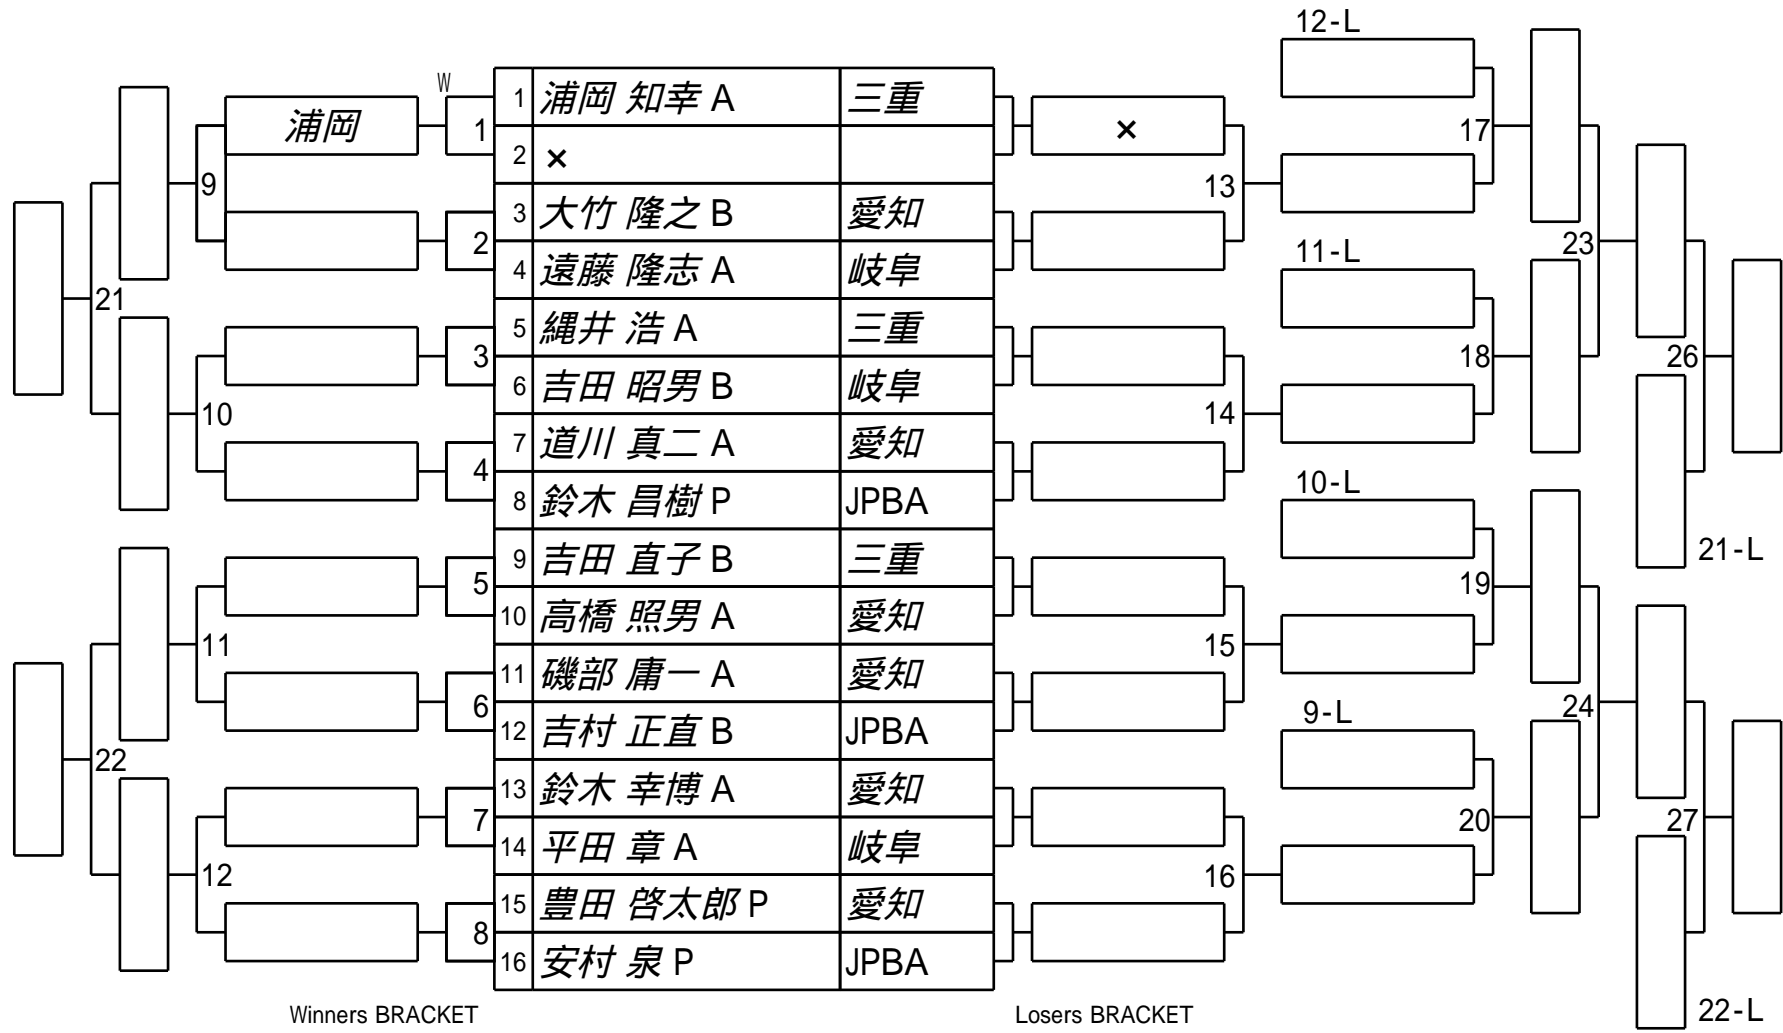 12-L
W
1 浦岡 知幸 A 三重
浦岡
1
×
17
2 ×
9
13
3 大竹 隆之 B 愛知
2
23
4 遠藤 隆志 A 岐阜
11-L
21
5 縄井 浩 A 三重
3
18
26
6 吉田 昭男 B 岐阜
10
14
7 道川 真二 A 愛知
4
10-L
8 鈴木 昌樹 P JPBA
21-L
9 吉田 直子 B 三重
5
19
10 高橋 照男 A 愛知
11
15
11 磯部 庸一 A 愛知
6
9-L
24
12 吉村 正直 B JPBA
22
13 鈴木 幸博 A 愛知
7
20
27
14 平田 章 A 岐阜
12
16
15 豊田 啓太郎 P 愛知
8
16 安村 泉 P JPBA
Winners BRACKET
Losers BRACKET
22-L